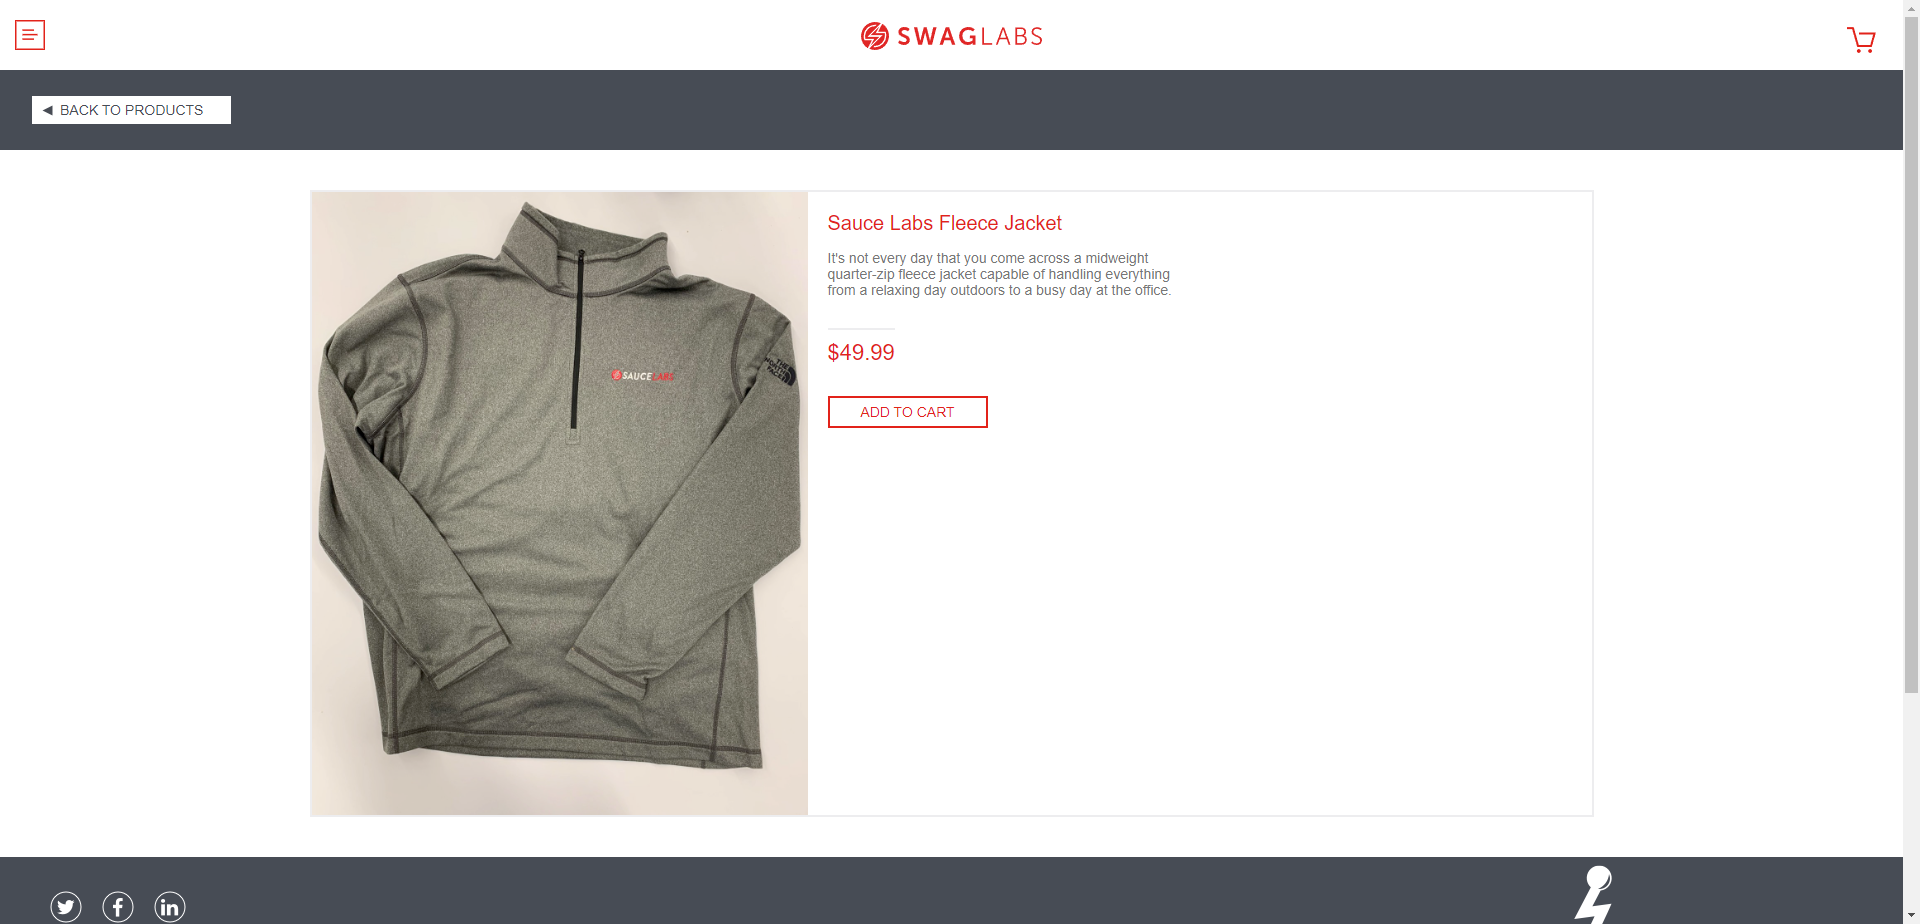 SWAGLABS
◄ BACK TO PRODUCTS
Sauce Labs Fleece Jacket
It's not every day that you come across a midweight
quarter-zip fleece jacket capable of handling everything
from a relaxing day outdoors to a busy day at the office.
$49.99
ADD TO CART
SAUCELABS
THE
NORTH
FACE